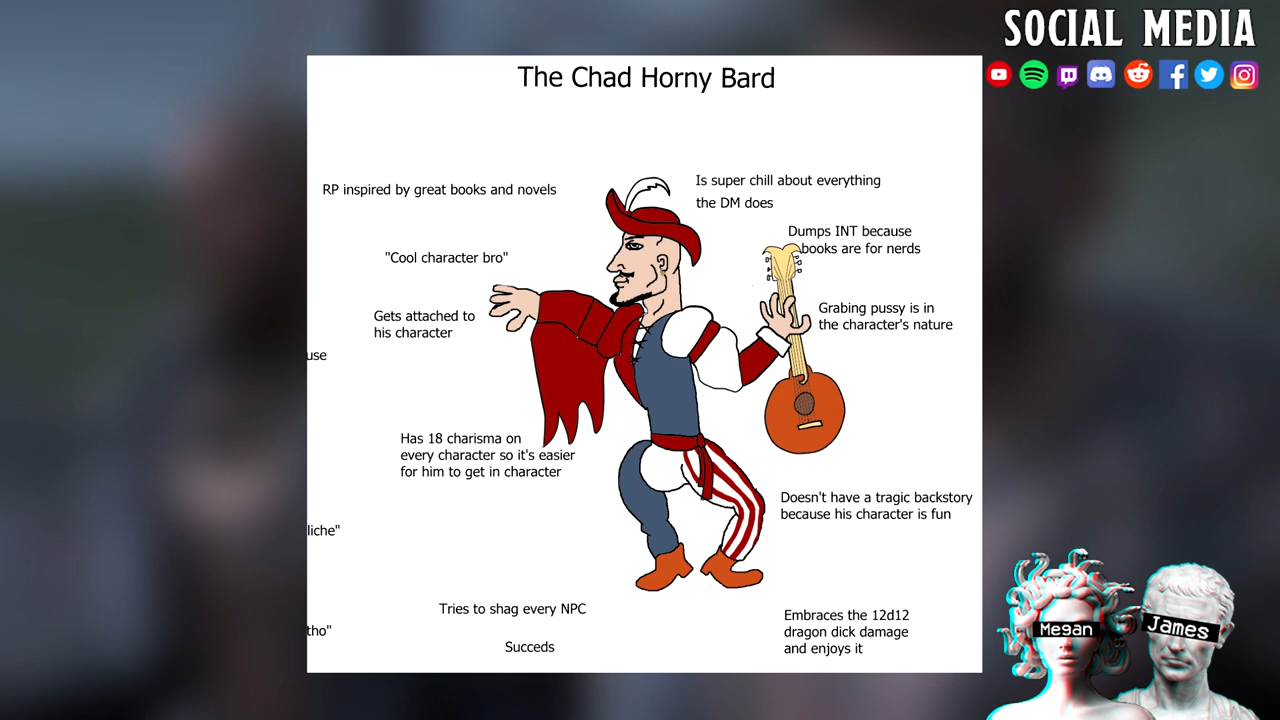 SOCIAL MEDIA
The Chad Horny Bard
RP inspired by great books and novels
Is super chill about everything
the DM does
Dumps INT because
books are for nerds
"Cool character bro"
Gets attached to
his character
Grabing pussy is in
the character's nature
use
Has 18 charisma on
every character so it's easier
for him to get in character
Doesn't have a tragic backstory
because his character is fun
liche"
Tries to shag every NPC
Succeds
tho"
Embraces the 12d12
dragon dick damage
and enjoys it
Megan
James